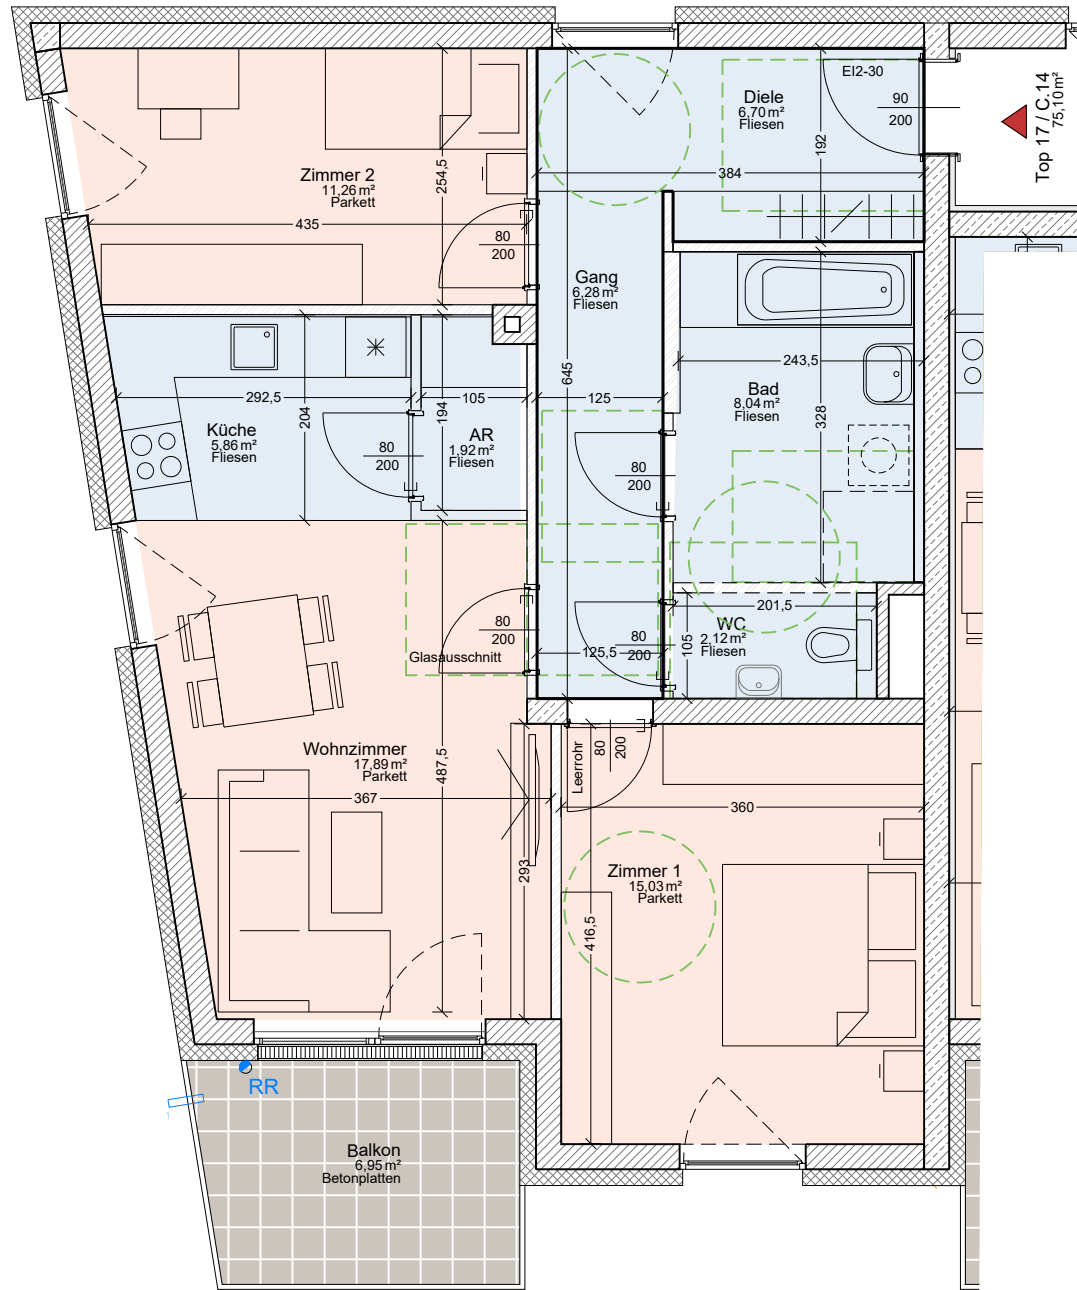 EI2-30
Diele
6,70 m²
Fliesen
90
200
192
384
Top 17 / C.14
75,10 m²
Zimmer 2
11,26 m²
Parkett
254,5
435
80
200
Gang
6,28 m²
Fliesen
645
125
243,5
Bad
8,04 m²
Fliesen
328
292,5
204
105
194
Küche
5,86 m²
Fliesen
80
200
AR
1,92 m²
Fliesen
80
200
80
200
Glasausschnitt
125,5
80
200
201,5
WC
2,12 m²
Fliesen
105
Wohnzimmer
17,89 m²
Parkett
487,5
367
293
Leerrohr
80
200
360
Zimmer 1
15,03 m²
Parkett
416,5
RR
Balkon
6,95 m²
Betonplatten